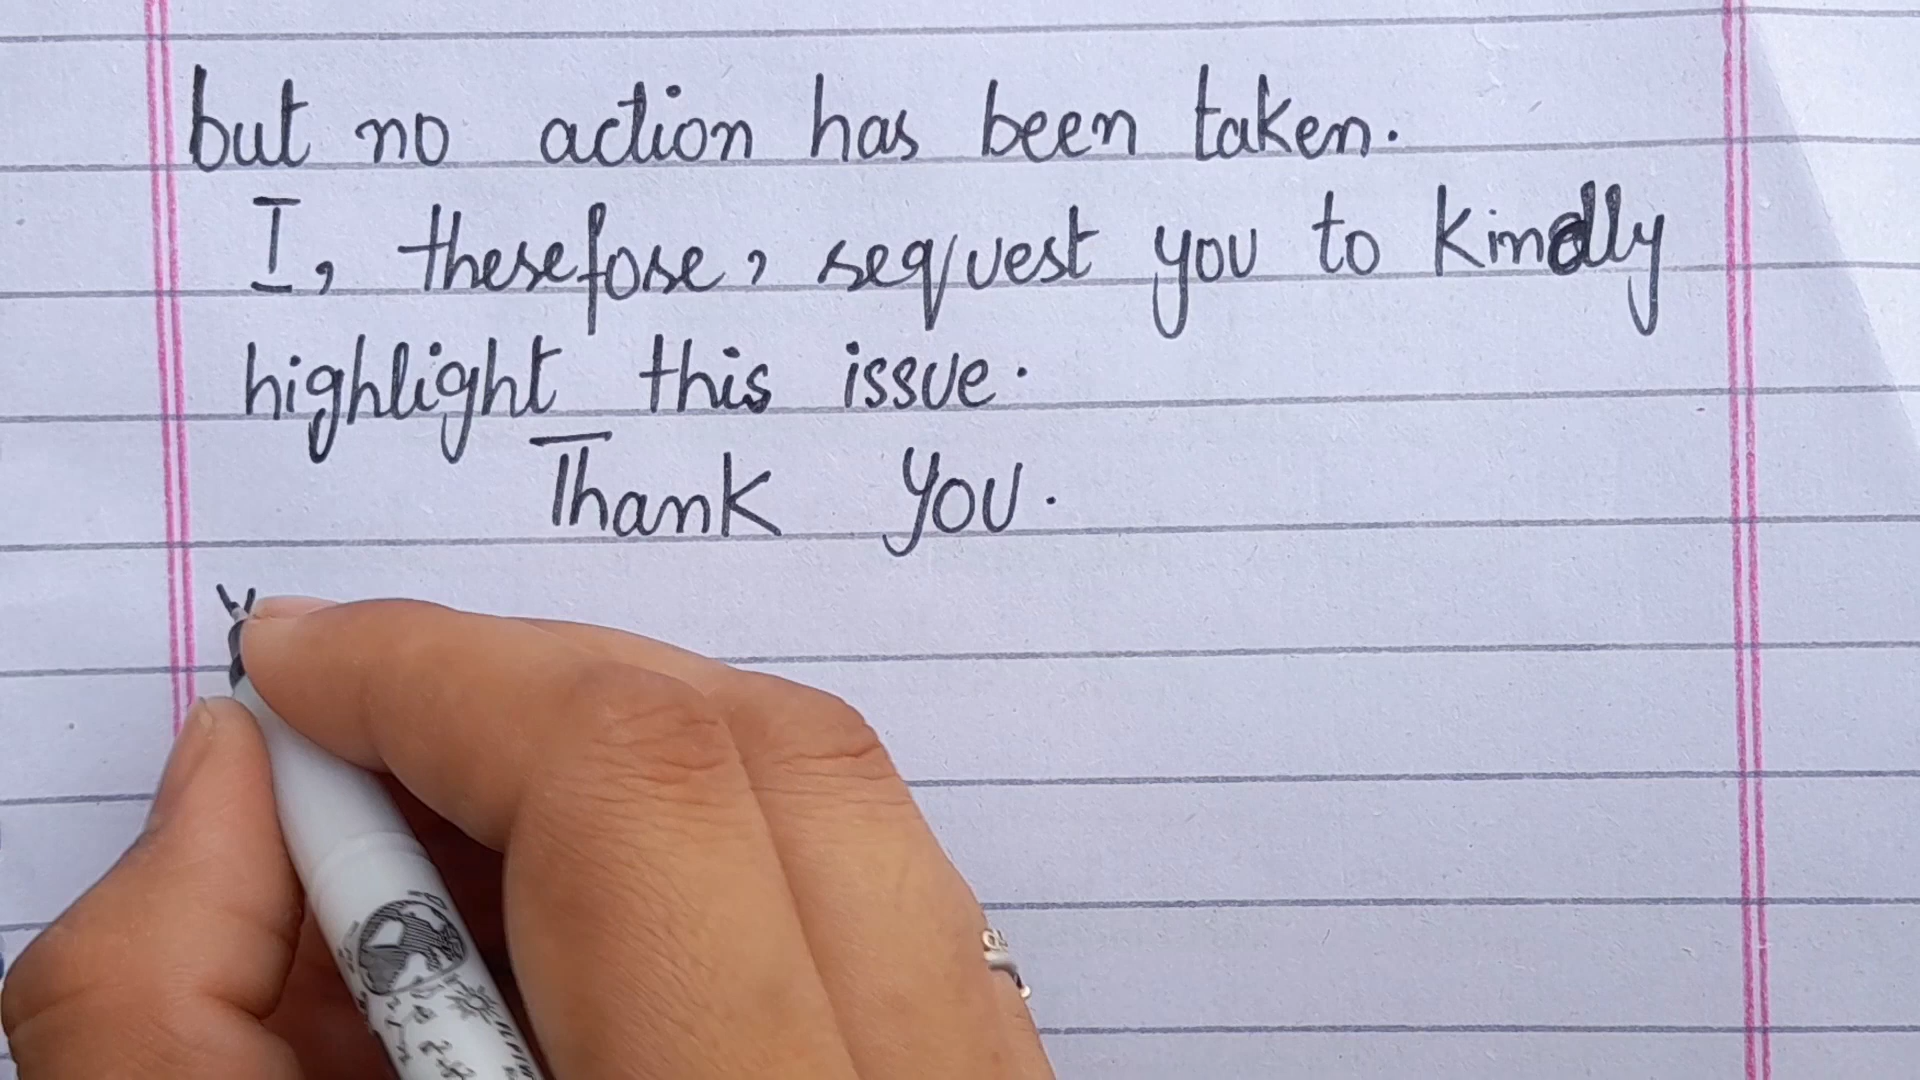 but no action has been taken.
I, therefore, request you to kindly
highlight this issue.
Thank You.
Y